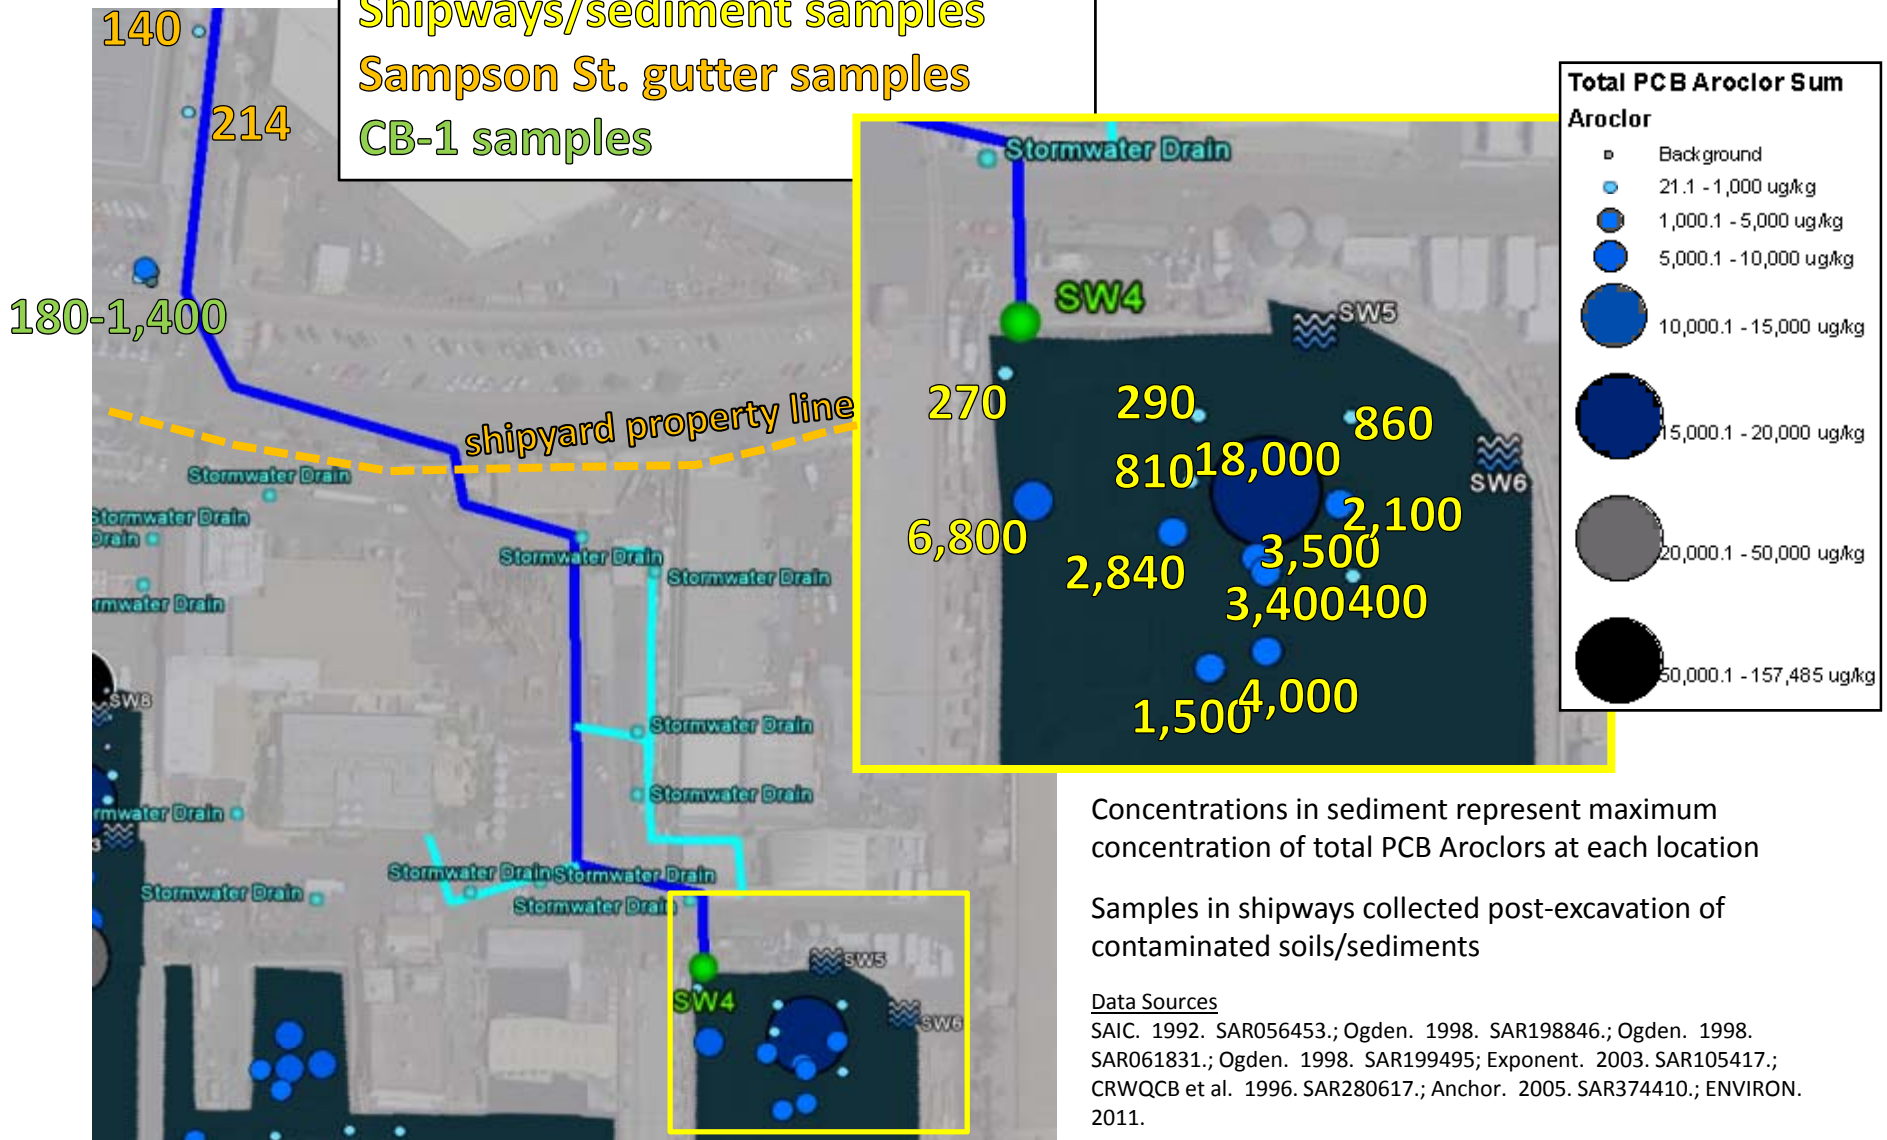 Shipways/sediment samples
Sampson St. gutter samples
CB-1 samples
140
214
180-1,400
shipyard property line
Stormwater Drain
Stormwater Drain
Drain
rmwater Drain
Stormwater Drain
Stormwater Drain
Stormwater Drain
Stormwater Drain
SW8
rmwater Drain
3
Stormwater Drain
Stormwater Drain
Stormwater Drain
Stormwater Drain
SW4
SW5
SW6
Stormwater Drain
SW4
SW5
SW6
270
290
860
810
18,000
6,800
2,100
2,840
3,500
3,400
400
1,500
4,000
Total PCB Aroclor Sum
Aroclor
Background
21.1 - 1,000 ug/kg
1,000.1 - 5,000 ug/kg
5,000.1 - 10,000 ug/kg
10,000.1 - 15,000 ug/kg
15,000.1 - 20,000 ug/kg
20,000.1 - 50,000 ug/kg
50,000.1 - 157,485 ug/kg
Concentrations in sediment represent maximum
concentration of total PCB Aroclors at each location
Samples in shipways collected post-excavation of
contaminated soils/sediments
Data Sources
SAIC. 1992. SAR056453.; Ogden. 1998. SAR198846.; Ogden. 1998.
SAR061831.; Ogden. 1998. SAR199495; Exponent. 2003. SAR105417.;
CRWQCB et al. 1996. SAR280617.; Anchor. 2005. SAR374410.; ENVIRON.
2011.